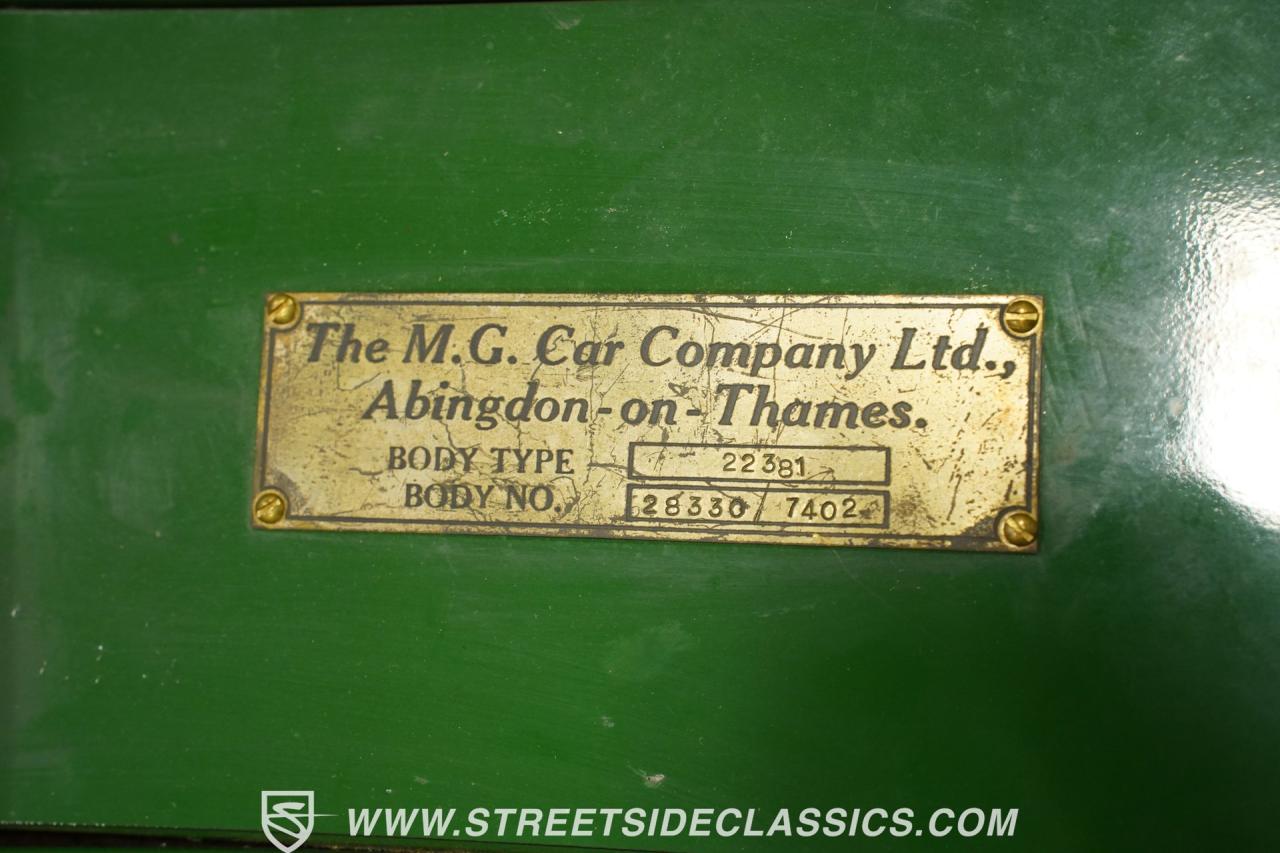 The M.G. Car Company Ltd.,
Abingdon-on-Thames.
BODY TYPE 22381
BODY NO. 28330 / 7402
WWW.STREETSIDECLASSICS.COM